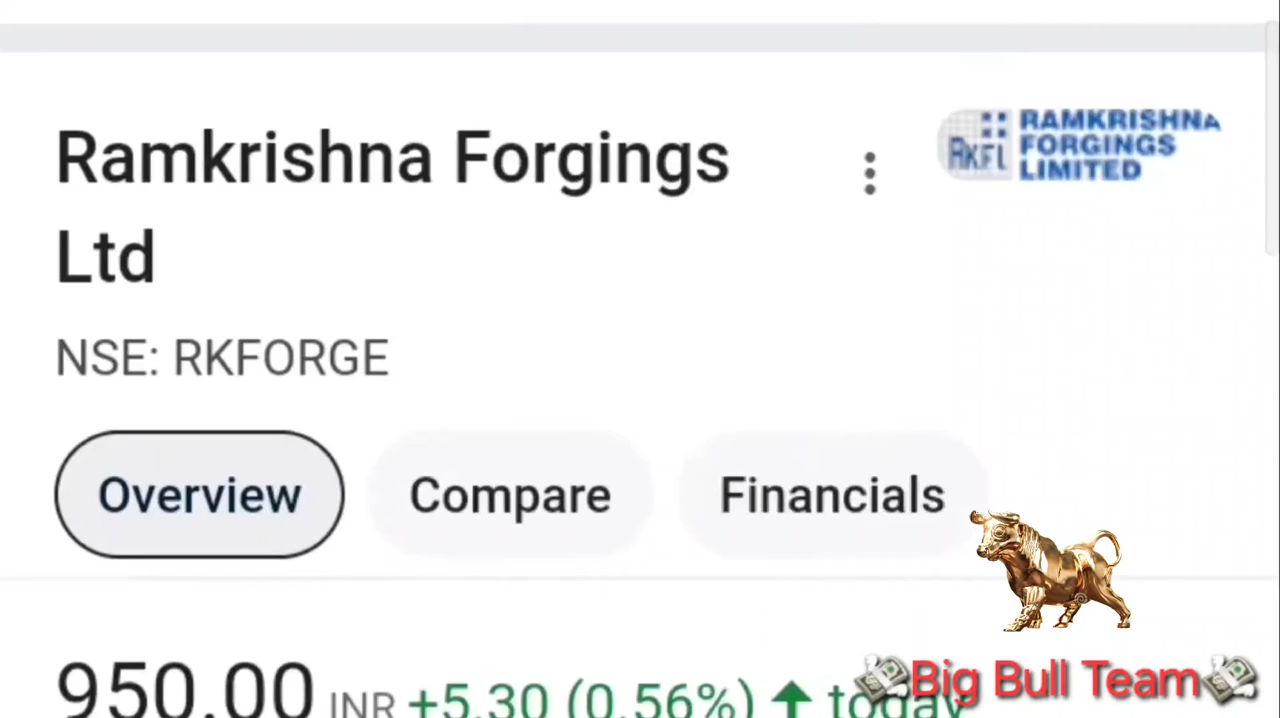 Ramkrishna Forgings
Ltd
RKFL
RAMKRISHNA
FORGINGS
LIMITED
NSE: RKFORGE
Overview
Compare
Financials
950.00 INR +5.30 (0.56%) ↑ today
Big Bull Team